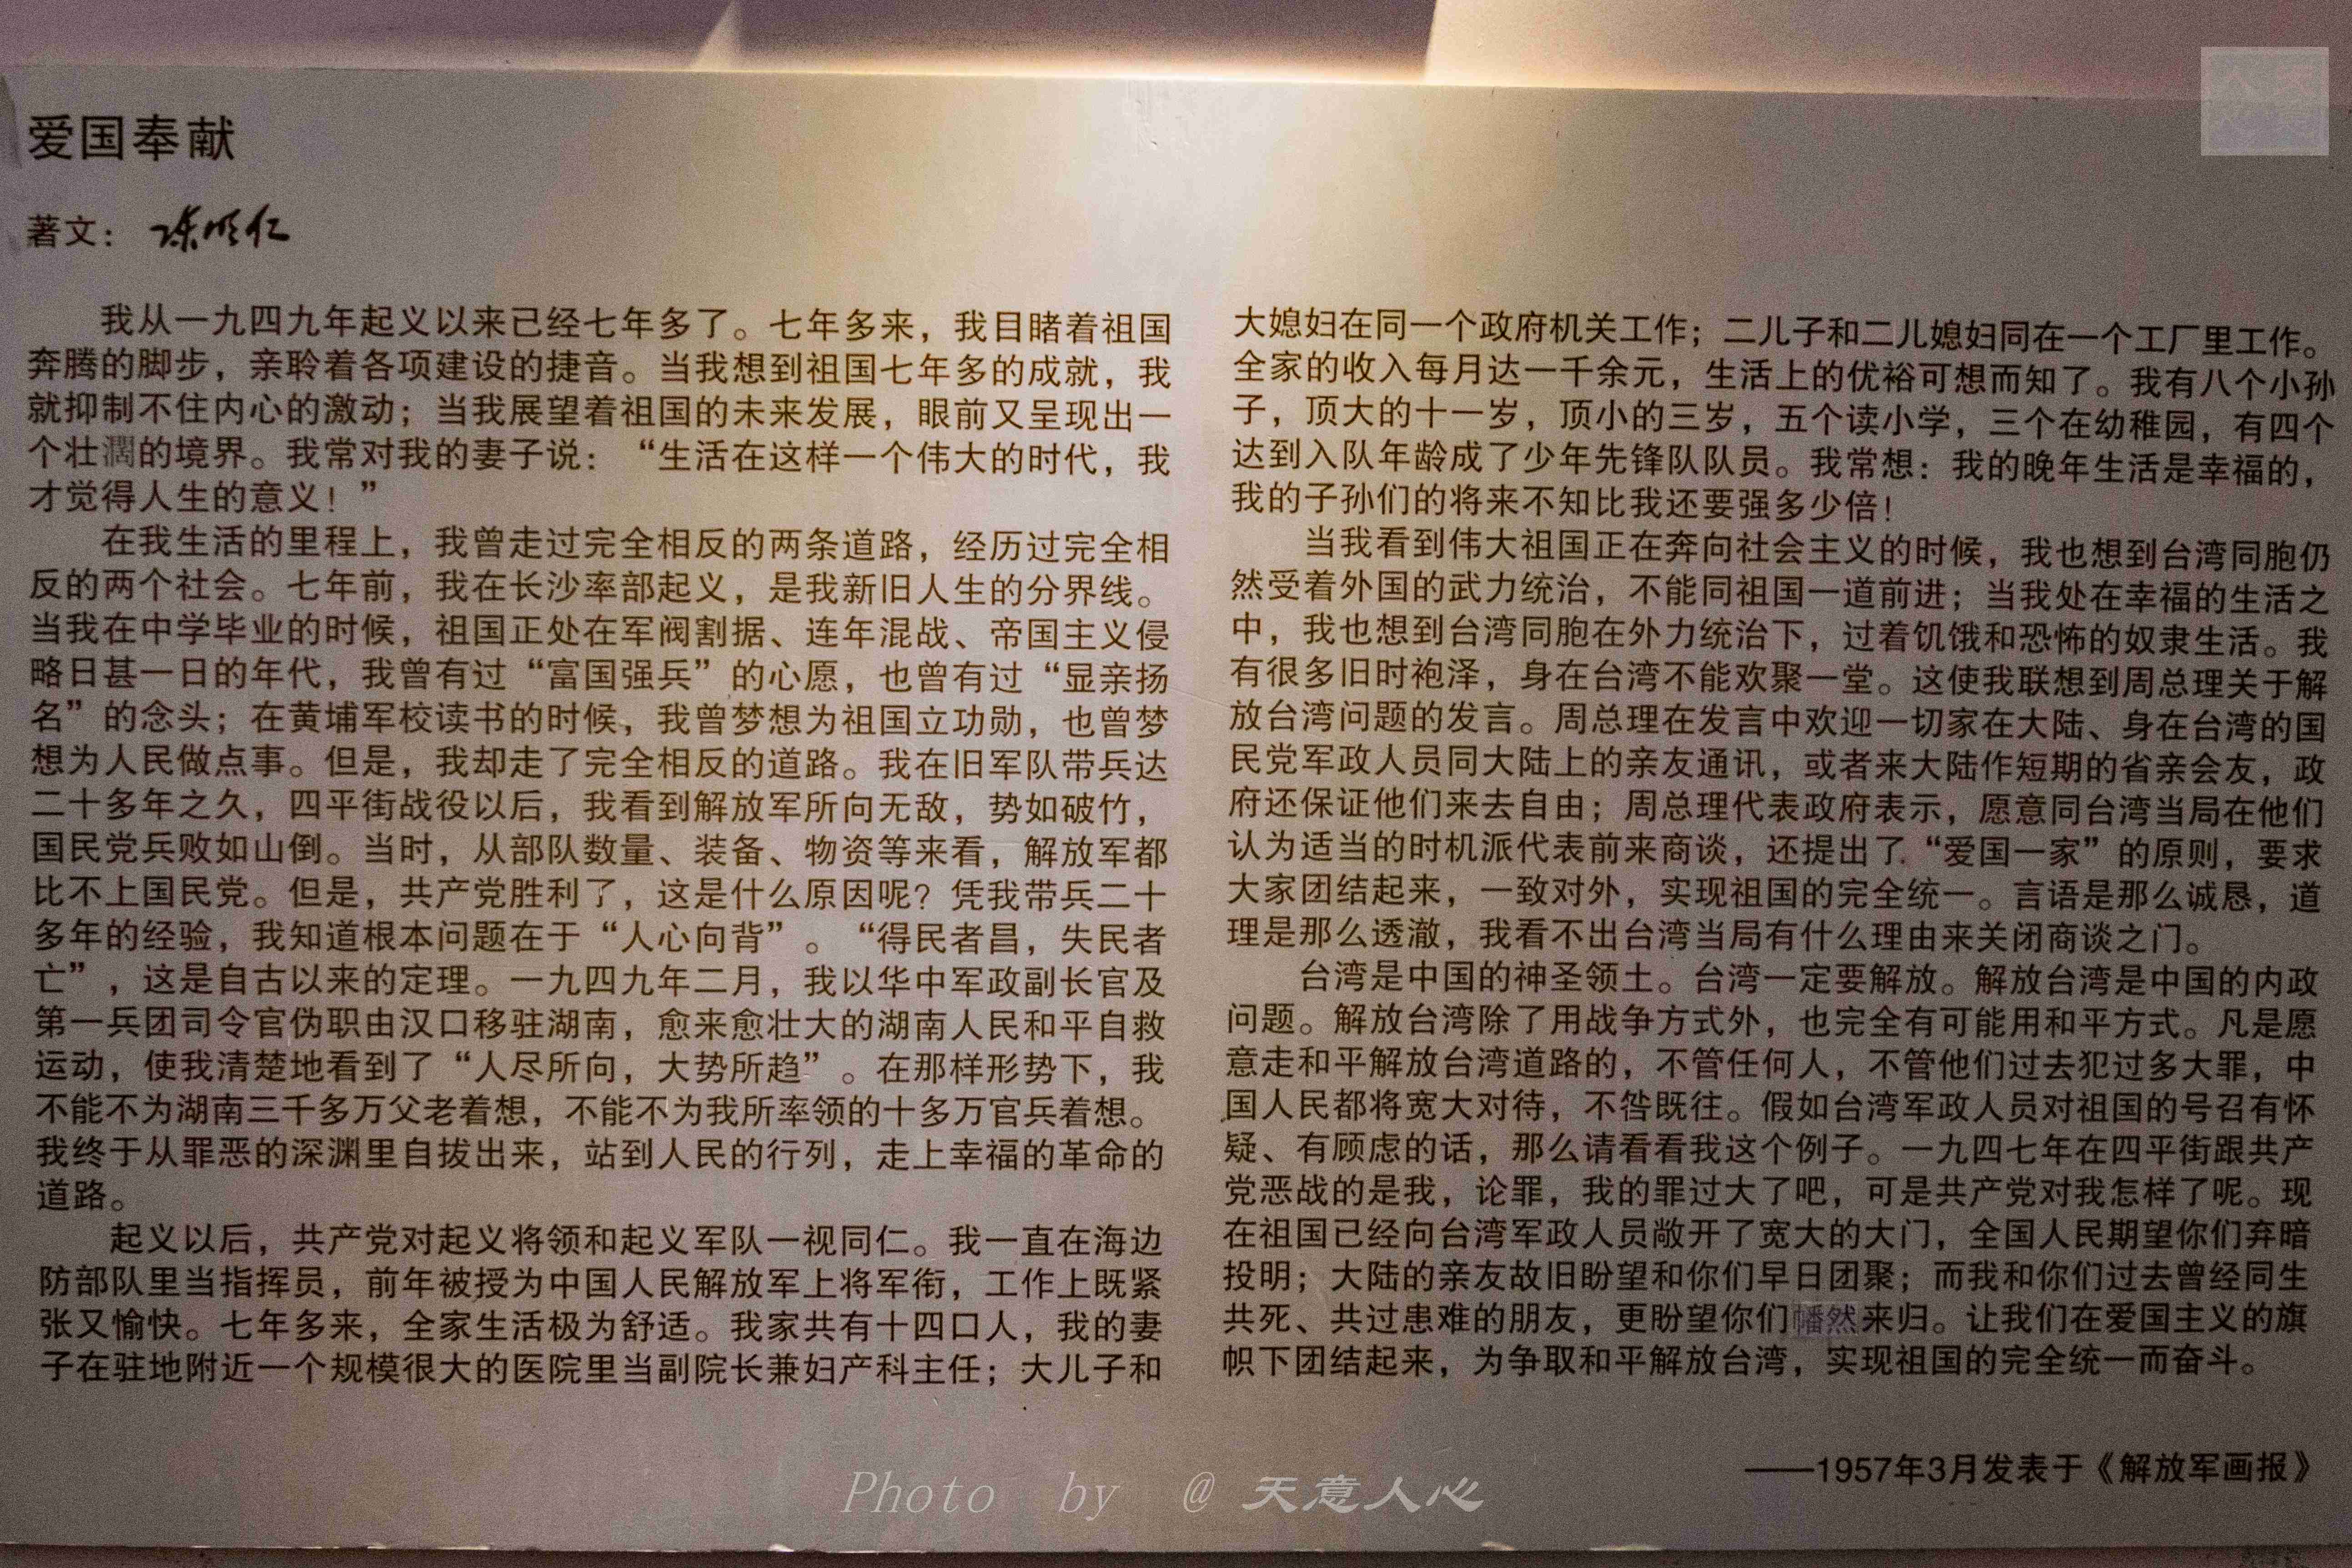 爱国奉献
著文： 陈明仁
我从一九四九年起义以来已经七年多了。七年多来，我目睹着祖国
奔腾的脚步，亲聆着各项建设的捷音。当我想到祖国七年多的成就，我
就抑制不住内心的激动；当我展望着祖国的未来发展，眼前又呈现出一
个壮阔的境界。我常对我的妻子说：“生活在这样一个伟大的时代，我
才觉得人生的意义！”
在我生活的里程上，我曾走过完全相反的两条道路，经历过完全相
反的两个社会。七年前，我在长沙率部起义，是我新旧人生的分界线。
当我在中学毕业的时候，祖国正处在军阀割据、连年混战、帝国主义侵
略日甚一日的年代，我曾有过“富国强兵”的心愿，也曾有过“显亲扬
名”的念头；在黄埔军校读书的时候，我曾梦想为祖国立功勋，也曾梦
想为人民做点事。但是，我却走了完全相反的道路。我在旧军队带兵达
二十多年之久，四平街战役以后，我看到解放军所向无敌，势如破竹，
国民党兵败如山倒。当时，从部队数量、装备、物资等来看，解放军都
比不上国民党。但是，共产党胜利了，这是什么原因呢？凭我带兵二十
多年的经验，我知道根本问题在于“人心向背”。“得民者昌，失民者
亡”，这是自古以来的定理。一九四九年二月，我以华中军政副长官及
第一兵团司令官伪职由汉口移驻湖南，愈来愈壮大的湖南人民和平自救
运动，使我清楚地看到了“人尽所向，大势所趋”。在那样形势下，我
不能不为湖南三千多万父老着想，不能不为我所率领的十多万官兵着想。
我终于从罪恶的深渊里自拔出来，站到人民的行列，走上幸福的革命的
道路。
起义以后，共产党对起义将领和起义军队一视同仁。我一直在海边
防部队里当指挥员，前年被授为中国人民解放军上将军衔，工作上既紧
张又愉快。七年多来，全家生活极为舒适。我家共有十四口人，我的妻
子在驻地附近一个规模很大的医院里当副院长兼妇产科主任；大儿子和
大媳妇在同一个政府机关工作；二儿子和二儿媳妇同在一个工厂里工作。
全家的收入每月达一千余元，生活上的优裕可想而知了。我有八个小孙
子，顶大的十一岁，顶小的三岁，五个读小学，三个在幼稚园，有四个
达到入队年龄成了少年先锋队队员。我常想：我的晚年生活是幸福的，
我的子孙们的将来不知比我还要强多少倍！
当我看到伟大祖国正在奔向社会主义的时候，我也想到台湾同胞仍
然受着外国的武力统治，不能同祖国一道前进；当我处在幸福的生活之
中，我也想到台湾同胞在外力统治下，过着饥饿和恐怖的奴隶生活。我
有很多旧时袍泽，身在台湾不能欢聚一堂。这使我联想到周总理关于解
放台湾问题的发言。周总理在发言中欢迎一切家在大陆、身在台湾的国
民党军政人员同大陆上的亲友通讯，或者来大陆作短期的省亲会友，政
府还保证他们来去自由；周总理代表政府表示，愿意同台湾当局在他们
认为适当的时机派代表前来商谈，还提出了“爱国一家”的原则，要求
大家团结起来，一致对外，实现祖国的完全统一。言语是那么诚恳，道
理是那么透澈，我看不出台湾当局有什么理由来关闭商谈之门。
台湾是中国的神圣领土。台湾一定要解放。解放台湾是中国的内政
问题。解放台湾除了用战争方式外，也完全有可能用和平方式。凡是愿
意走和平解放台湾道路的，不管任何人，不管他们过去犯过多大罪，中
国人民都将宽大对待，不咎既往。假如台湾军政人员对祖国的号召有怀
疑、有顾虑的话，那么请看看我这个例子。一九四七年在四平街跟共产
党恶战的是我，论罪，我的罪过大了吧，可是共产党对我怎样了呢。现
在祖国已经向台湾军政人员敞开了宽大的大门，全国人民期望你们弃暗
投明；大陆的亲友故旧盼望和你们早日团聚；而我和你们过去曾经同生
共死、共过患难的朋友，更盼望你们幡然来归。让我们在爱国主义的旗
帜下团结起来，为争取和平解放台湾，实现祖国的完全统一而奋斗。
——1957年3月发表于《解放军画报》
Photo by @ 天意人心
天意人心